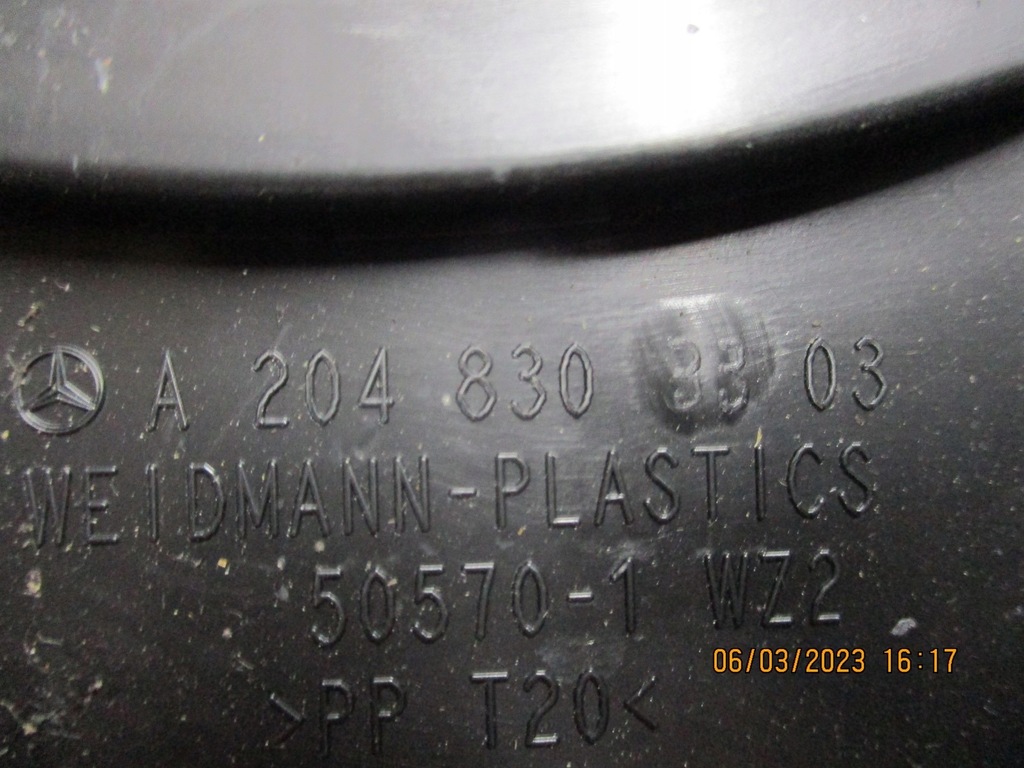 A 204 830 33 03
WEIDMANN-PLASTICS
50570-1 WZ2
06/03/2023 16:17
>PP T20<